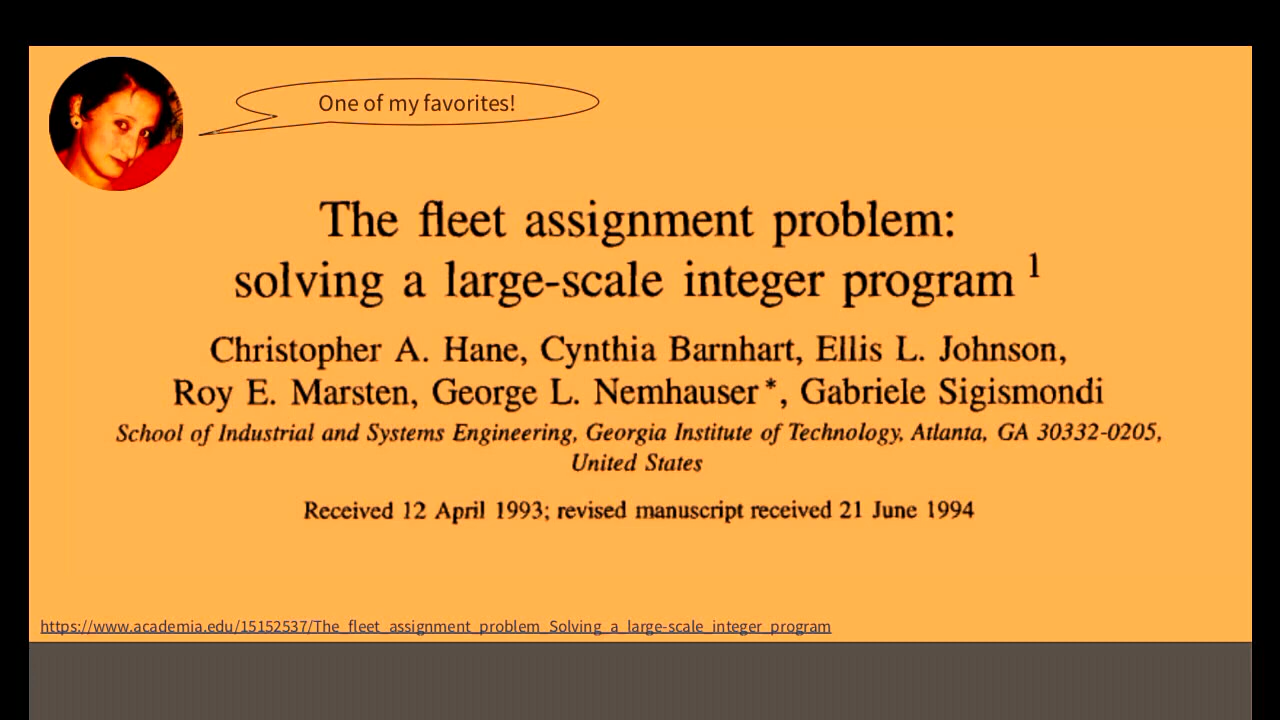 One of my favorites!
The fleet assignment problem:
solving a large-scale integer program 1
Christopher A. Hane, Cynthia Barnhart, Ellis L. Johnson,
Roy E. Marsten, George L. Nemhauser *, Gabriele Sigismondi
School of Industrial and Systems Engineering, Georgia Institute of Technology, Atlanta, GA 30332-0205,
United States
Received 12 April 1993; revised manuscript received 21 June 1994
https://www.academia.edu/15152537/The_fleet_assignment_problem_Solving_a_large-scale_integer_program